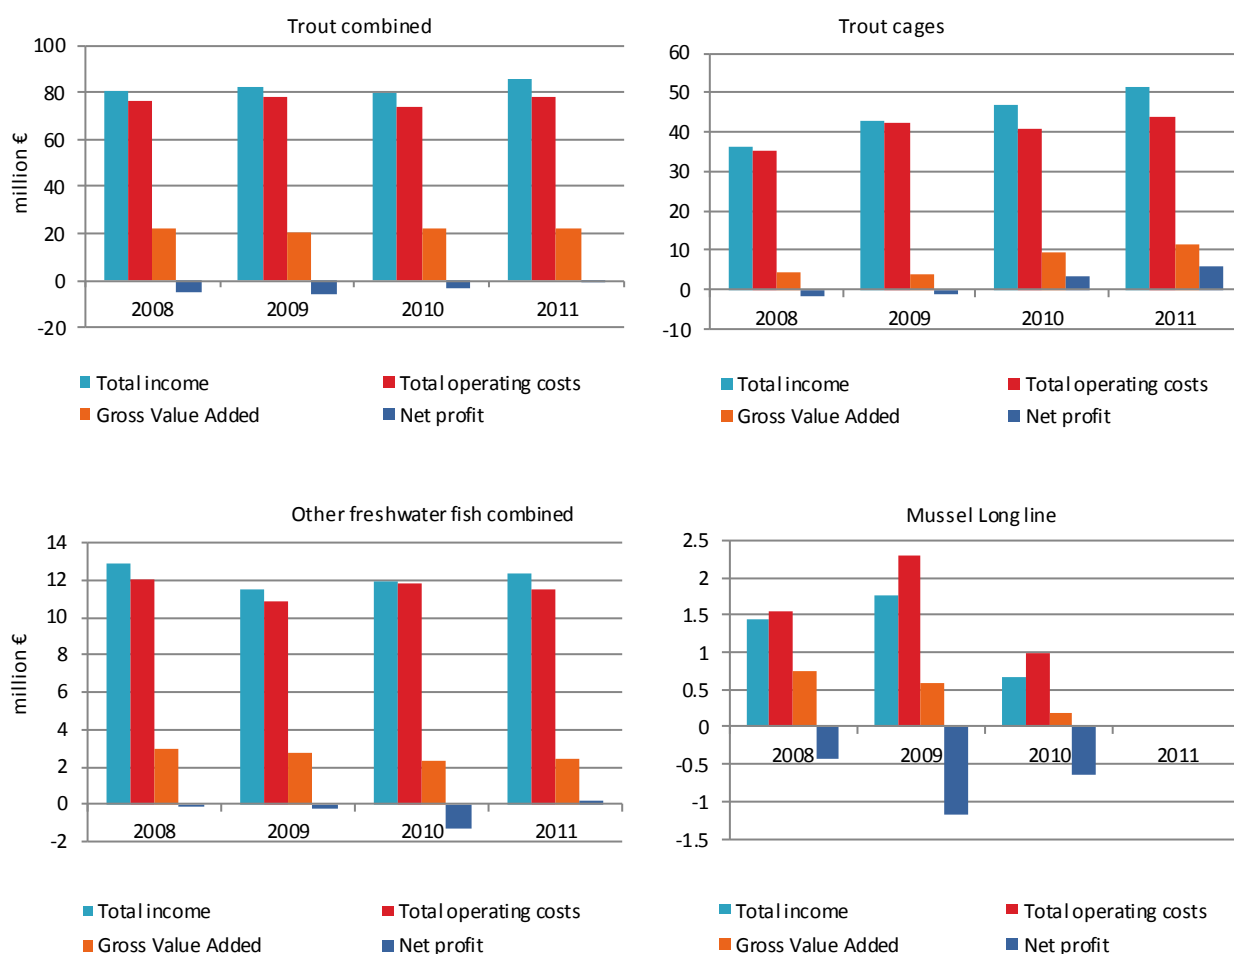 Trout combined
100
80
60
40
20
0
-20
million €
2008 2009 2010 2011
Total income Total operating costs
Gross Value Added Net profit
Trout cages
60
50
40
30
20
10
0
-10
2008 2009 2010 2011
Total income Total operating costs
Gross Value Added Net profit
Other freshwater fish combined
14
12
10
8
6
4
2
0
-2
million €
2008 2009 2010 2011
Total income Total operating costs
Gross Value Added Net profit
Mussel Long line
2.5
2
1.5
1
0.5
0
-0.5
-1
-1.5
2008 2009 2010 2011
Total income Total operating costs
Gross Value Added Net profit